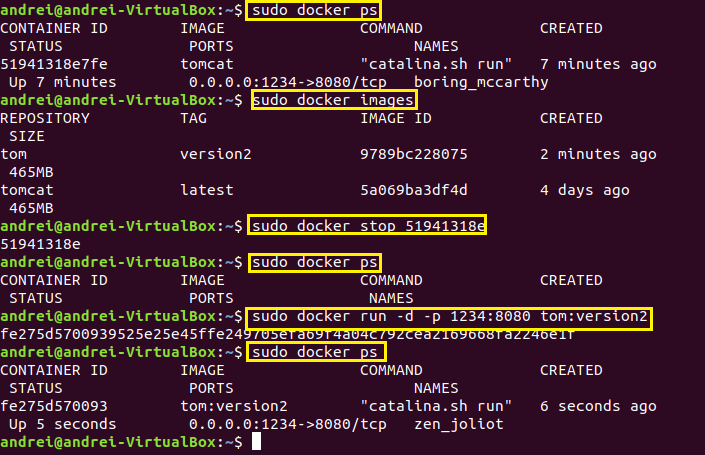 andrei@andrei-VirtualBox:~$ sudo docker ps
CONTAINER ID        IMAGE               COMMAND             CREATED
 STATUS              PORTS                    NAMES
51941318e7fe        tomcat              "catalina.sh run"   7 minutes ago
 Up 7 minutes        0.0.0.0:1234->8080/tcp   boring_mccarthy
andrei@andrei-VirtualBox:~$ sudo docker images
REPOSITORY          TAG                 IMAGE ID            CREATED
 SIZE
tom                 version2            9789bc228075        2 minutes ago
 465MB
tomcat              latest              5a069ba3df4d        4 days ago
 465MB
andrei@andrei-VirtualBox:~$ sudo docker stop 51941318e
51941318e
andrei@andrei-VirtualBox:~$ sudo docker ps
CONTAINER ID        IMAGE               COMMAND             CREATED
 STATUS              PORTS               NAMES
andrei@andrei-VirtualBox:~$ sudo docker run -d -p 1234:8080 tom:version2
fe275d5700939525e25e45ffe249705efa69f4a04c792cea2169668fa2246e1f
andrei@andrei-VirtualBox:~$ sudo docker ps
CONTAINER ID        IMAGE               COMMAND             CREATED
 STATUS              PORTS                    NAMES
fe275d570093        tom:version2        "catalina.sh run"   6 seconds ago
 Up 5 seconds        0.0.0.0:1234->8080/tcp   zen_joliot
andrei@andrei-VirtualBox:~$